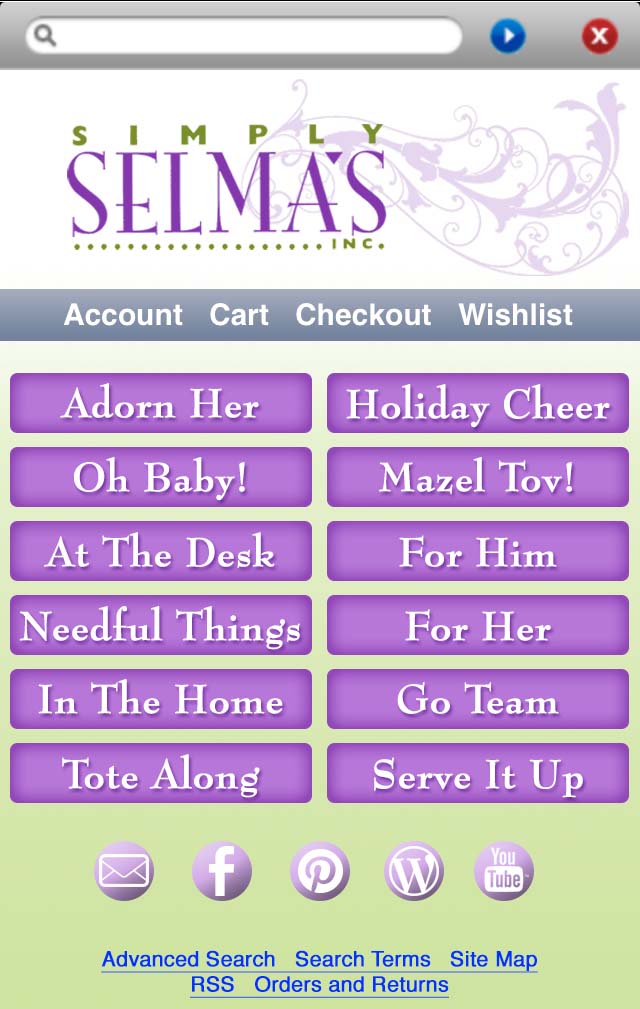 SIMPLY
SELMA'S
INC.
Account Cart Checkout Wishlist
Adorn Her Holiday Cheer
Oh Baby! Mazel Tov!
At The Desk For Him
Needful Things For Her
In The Home Go Team
Tote Along Serve It Up
You
Tube
Advanced Search Search Terms Site Map
RSS Orders and Returns